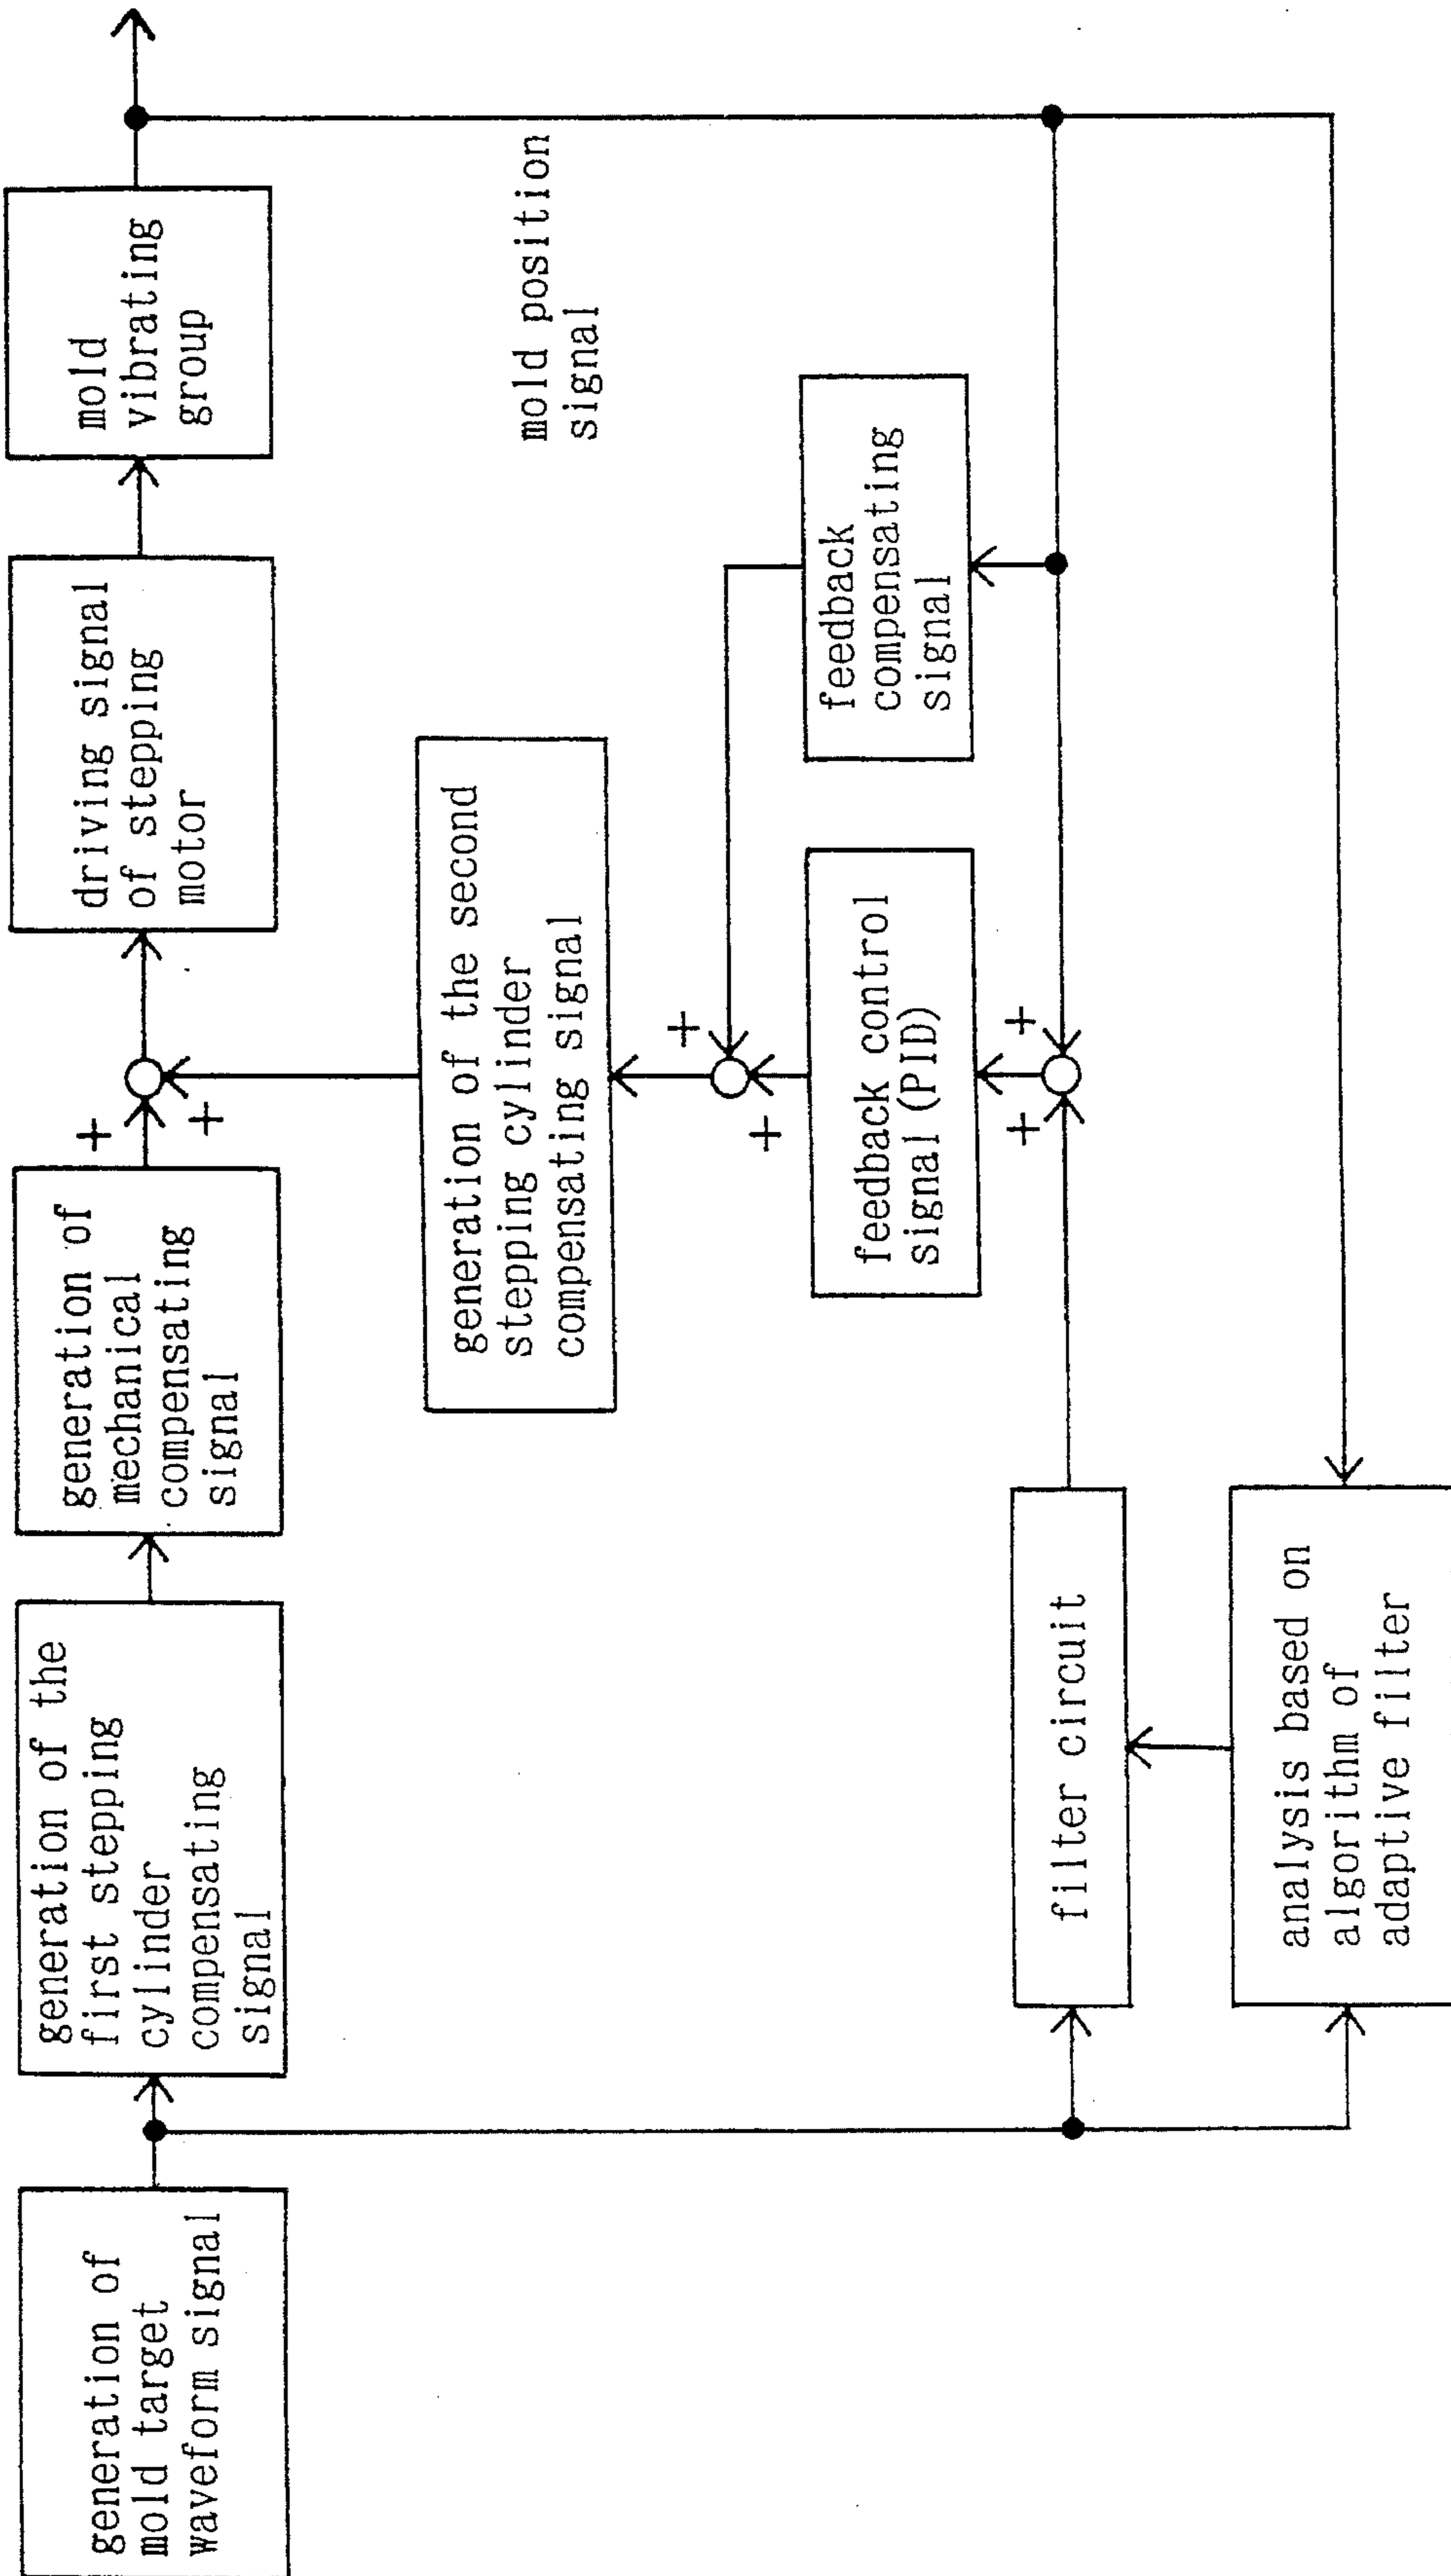 generation of
mold target
waveform signal
generation of the
first stepping
cylinder
compensating
signal
generation of
mechanical
compensating
signal
+
+
driving signal
of stepping
motor
mold
vibrating
group
generation of the second
stepping cylinder
compensating signal
mold position
signal
+
+
feedback control
signal (PID)
feedback
compensating
signal
+
+
filter circuit
analysis based on
algorithm of
adaptive filter